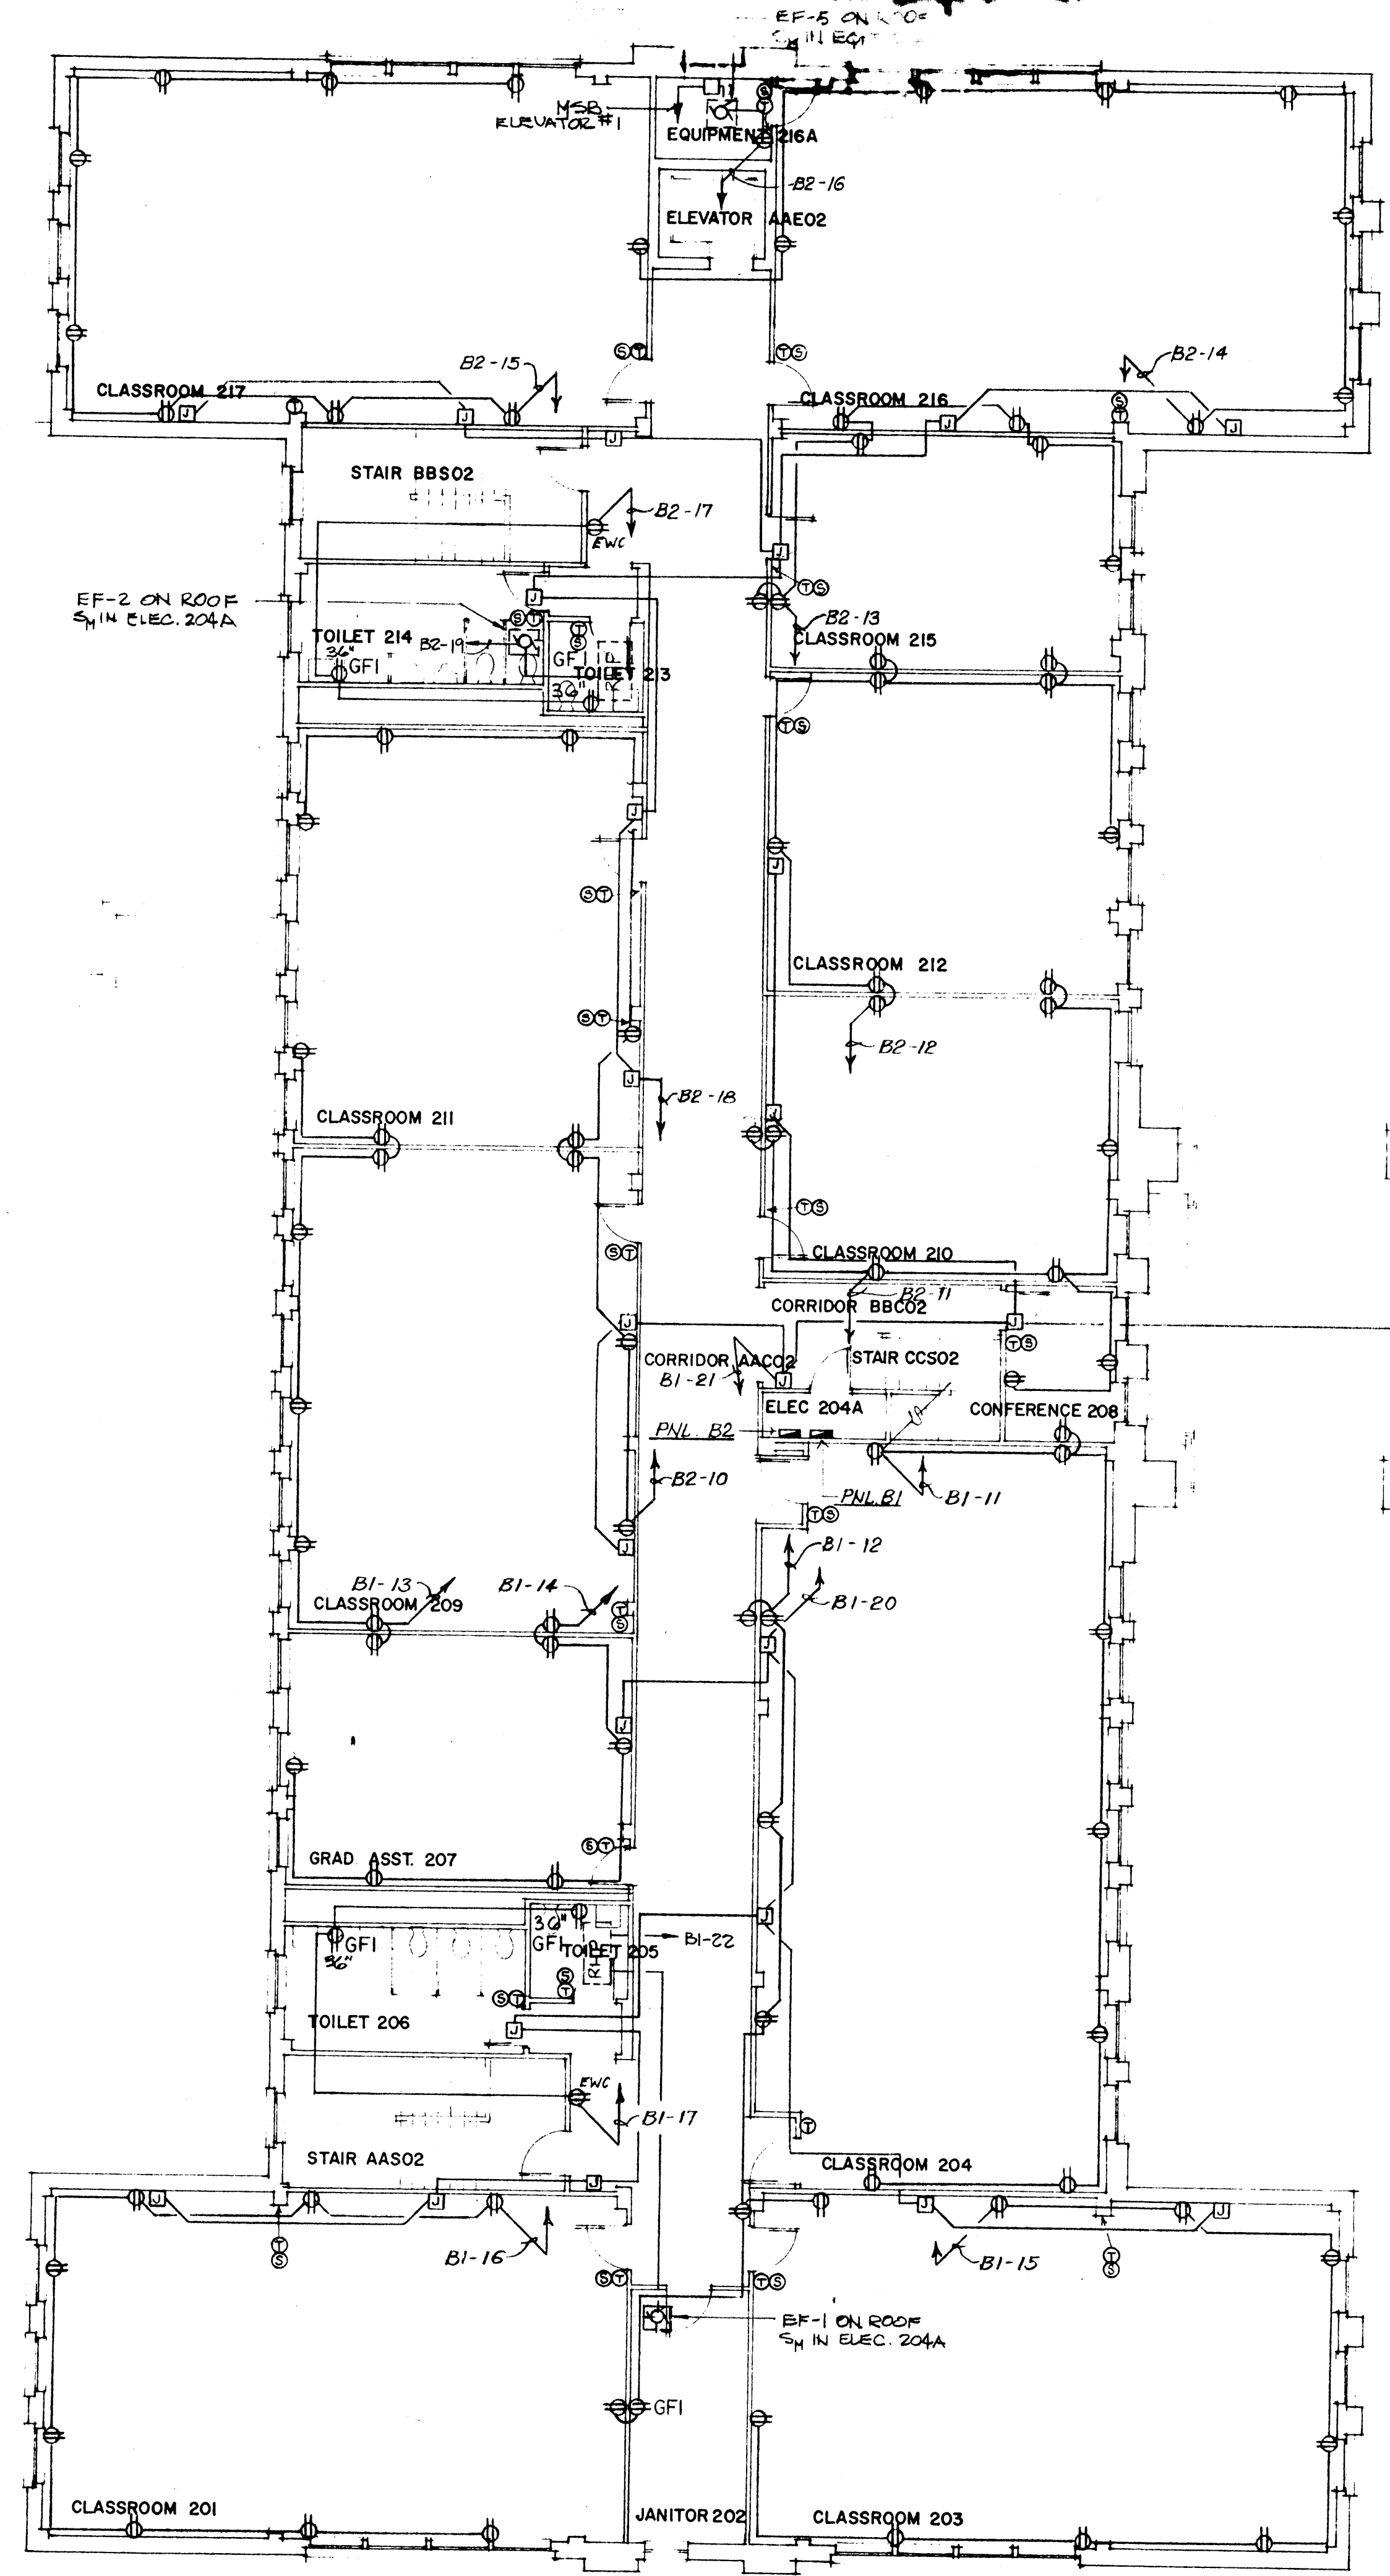 EF-5 ON ROOF
MSB
ELEVATOR #1
EQUIPMENT 216A
B2-16
ELEVATOR AAE02
S T
T S
B2-15
B2-14
CLASSROOM 217
CLASSROOM 216
STAIR BBS02
B2-17
EWC
EF-2 ON ROOF
SM IN ELEC. 204A
T S
B2-13
TOILET 214
B2-19
CLASSROOM 215
36"
GFI
GF
TOILET 213
36"
T S
S T
S T
CLASSROOM 212
B2-12
B2-18
CLASSROOM 211
T S
S T
CLASSROOM 210
B2-11
CORRIDOR BBC02
T S
CORRIDOR AAC02
STAIR CCS02
B1-21
ELEC 204A
CONFERENCE 208
PNL. B2
B2-10
PNL. B1
B1-11
T S
B1-12
B1-13
B1-14
B1-20
CLASSROOM 209
S T
GRAD. ASST. 207
36"
GFI
GFI
B1-22
36"
TOILET 205
S T
TOILET 206
EWC
B1-17
T
STAIR AAS02
CLASSROOM 204
B1-16
B1-15
S T
T S
EF-1 ON ROOF
SM IN ELEC. 204A
GFI
CLASSROOM 201
JANITOR 202
CLASSROOM 203